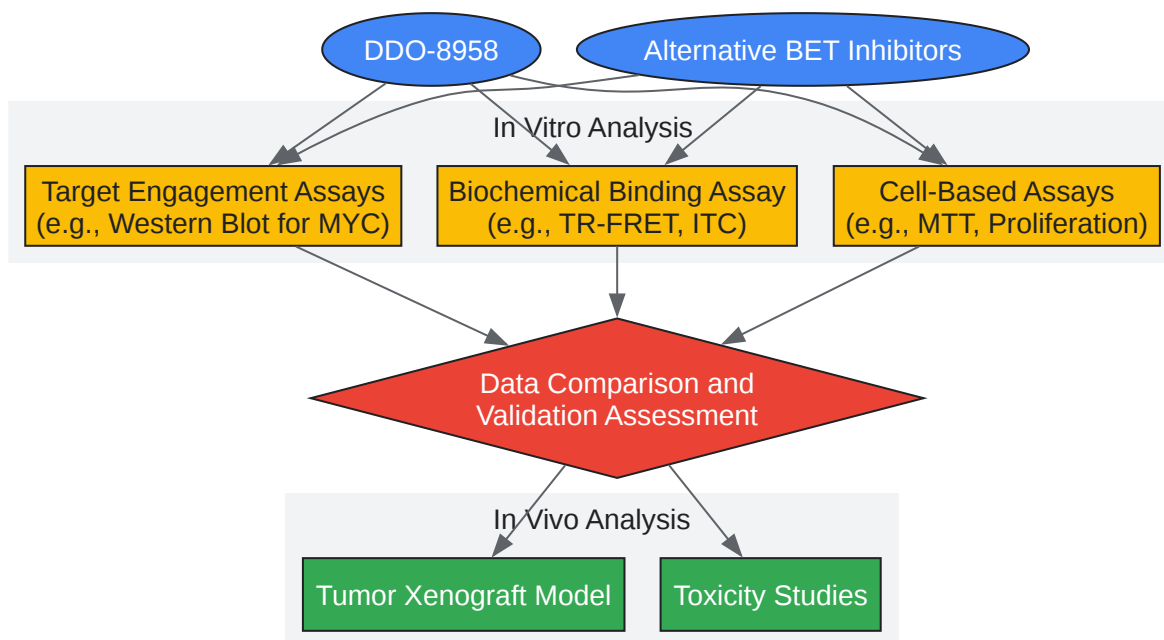 DDO-8958
Alternative BET Inhibitors
In Vitro Analysis
Target Engagement Assays
(e.g., Western Blot for MYC)
Biochemical Binding Assay
(e.g., TR-FRET, ITC)
Cell-Based Assays
(e.g., MTT, Proliferation)
Data Comparison and
Validation Assessment
In Vivo Analysis
Tumor Xenograft Model
Toxicity Studies